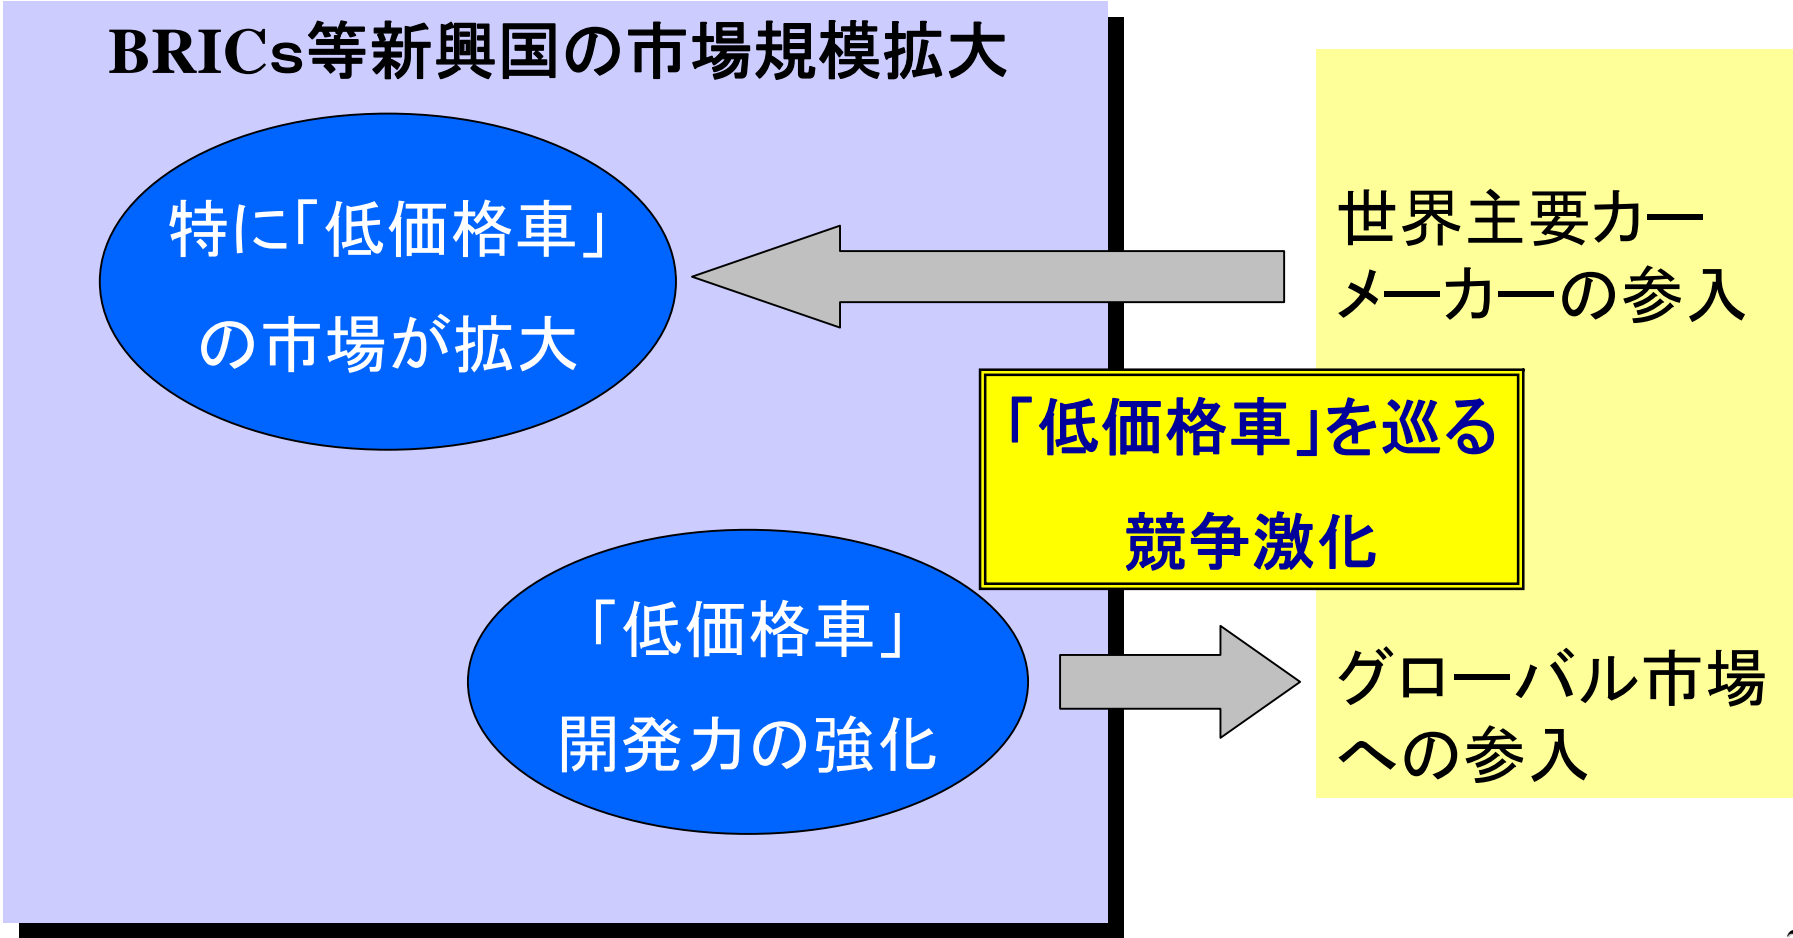 BRICs等新興国の市場規模拡大
特に「低価格車」
の市場が拡大
世界主要カー
メーカーの参入
「低価格車」を巡る
競争激化
「低価格車」
開発力の強化
グローバル市場
への参入